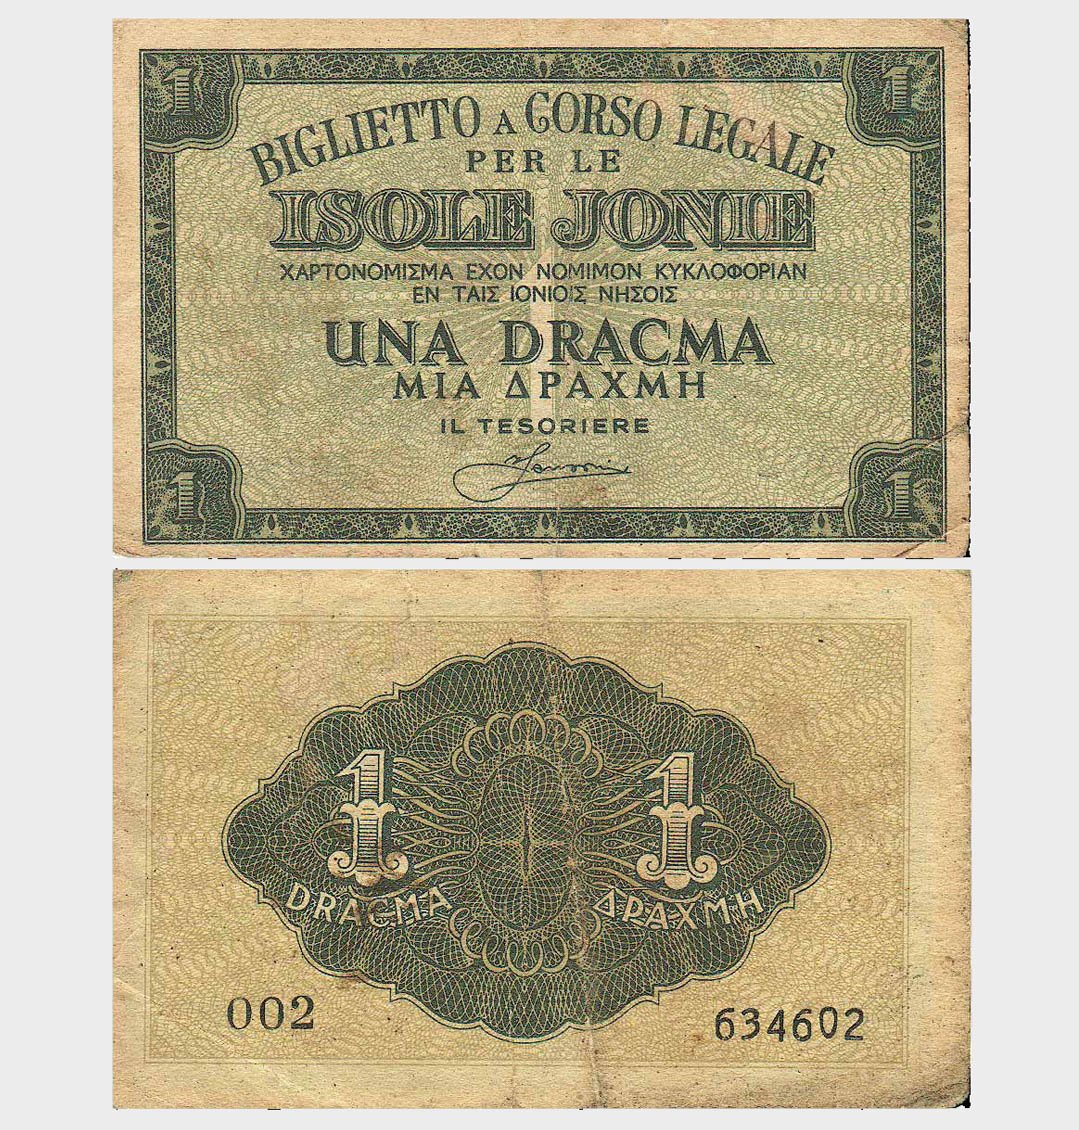 1 1
BIGLIETTO A CORSO LEGALE
PER LE
ISOLE JONIE
ΧΑΡΤΟΝΟΜΙΣΜΑ ΕΧΟΝ ΝΟΜΙΜΟΝ ΚΥΚΛΟΦΟΡΙΑΝ
ΕΝ ΤΑΙΣ ΙΟΝΙΟΙΣ ΝΗΣΟΙΣ
UNA DRACMA
ΜΙΑ ΔΡΑΧΜΗ
IL TESORIERE
1 1
1 1
DRACMA ΔΡΑΧΜΗ
002 634602